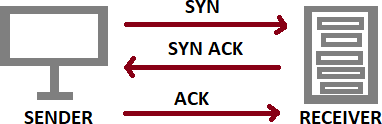 SYN
SYN ACK
ACK
SENDER
RECEIVER